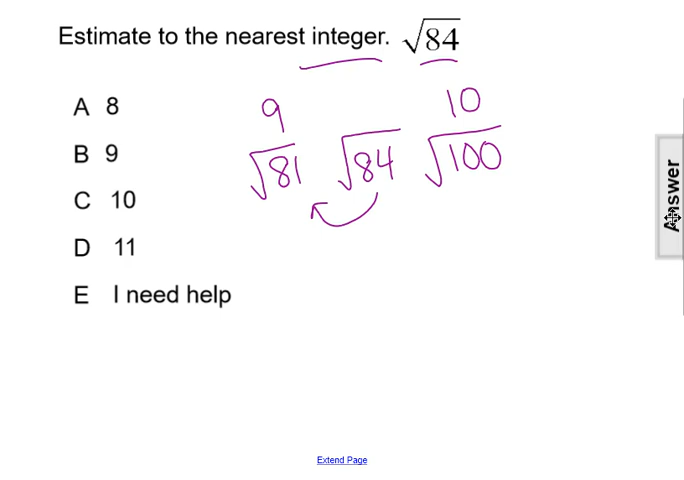 Estimate to the nearest integer. √84
A 8
B 9
C 10
D 11
E I need help
9 10
√81 √84 √100
Answer
Extend Page